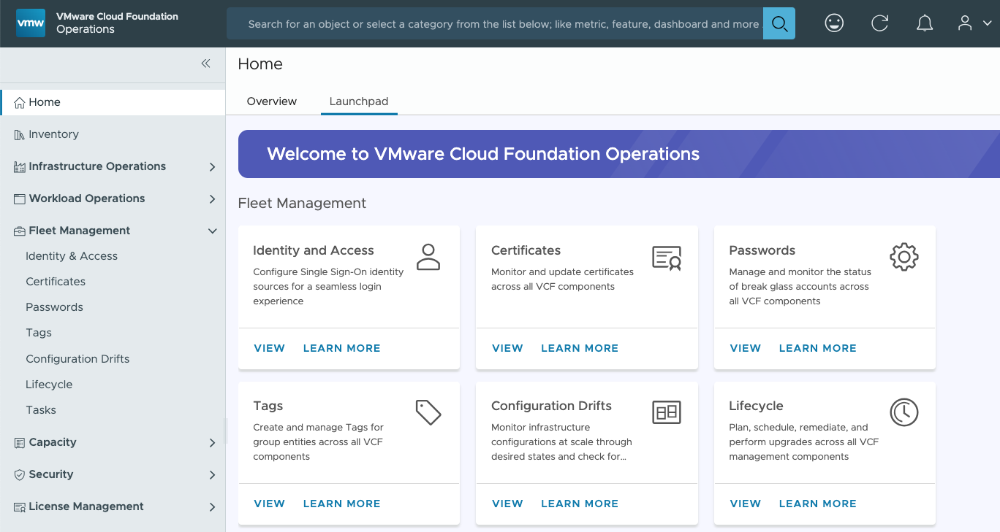 vmw
VMware Cloud Foundation
Operations
Search for an object or select a category from the list below; like metric, feature, dashboard and more .
Home
Inventory
Infrastructure Operations
Workload Operations
Fleet Management
Identity & Access
Certificates
Passwords
Tags
Configuration Drifts
Lifecycle
Tasks
Capacity
Security
License Management
Home
Overview
Launchpad
Welcome to VMware Cloud Foundation Operations
Fleet Management
Identity and Access
Configure Single Sign-On identity
sources for a seamless login
experience
VIEW LEARN MORE
Certificates
Monitor and update certificates
across all VCF components
VIEW LEARN MORE
Passwords
Manage and monitor the status
of break glass accounts across
all VCF components
VIEW LEARN MORE
Tags
Create and manage Tags for
group entities across all VCF
components
VIEW LEARN MORE
Configuration Drifts
Monitor infrastructure
configurations at scale through
desired states and check for...
VIEW LEARN MORE
Lifecycle
Plan, schedule, remediate, and
perform upgrades across all VCF
management components
VIEW LEARN MORE